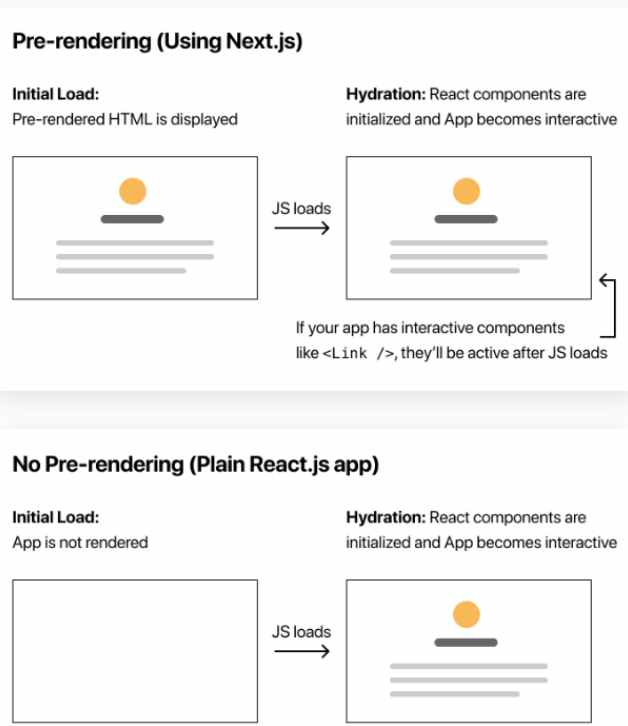 Pre-rendering (Using Next.js)
Initial Load:
Pre-rendered HTML is displayed
Hydration: React components are
initialized and App becomes interactive
JS loads
If your app has interactive components
like <Link />, they'll be active after JS loads
No Pre-rendering (Plain React.js app)
Initial Load:
App is not rendered
Hydration: React components are
initialized and App becomes interactive
JS loads